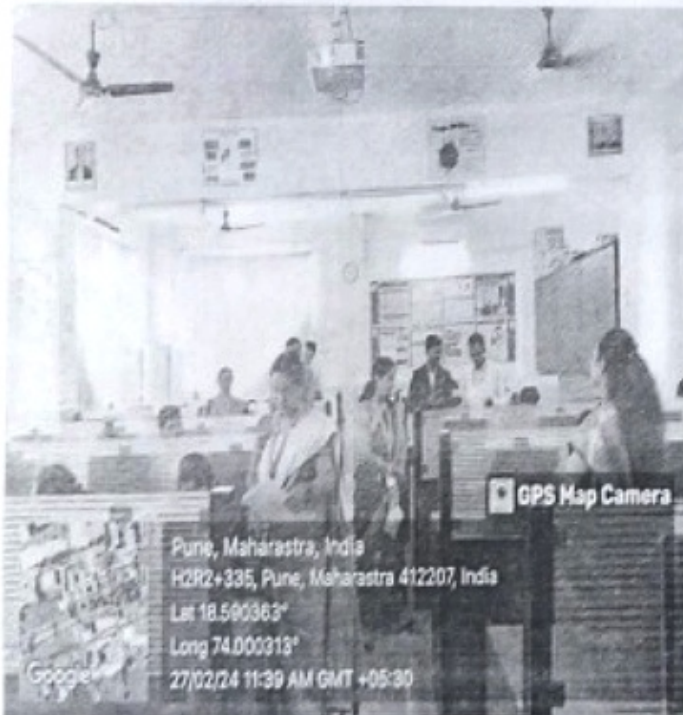 GPS Map Camera
Pune, Maharastra, India
H2R2+335, Pune, Maharastra 412207, India
Lat 18.590363°
Long 74.000313°
27/02/24 11:39 AM GMT +05:30
Google